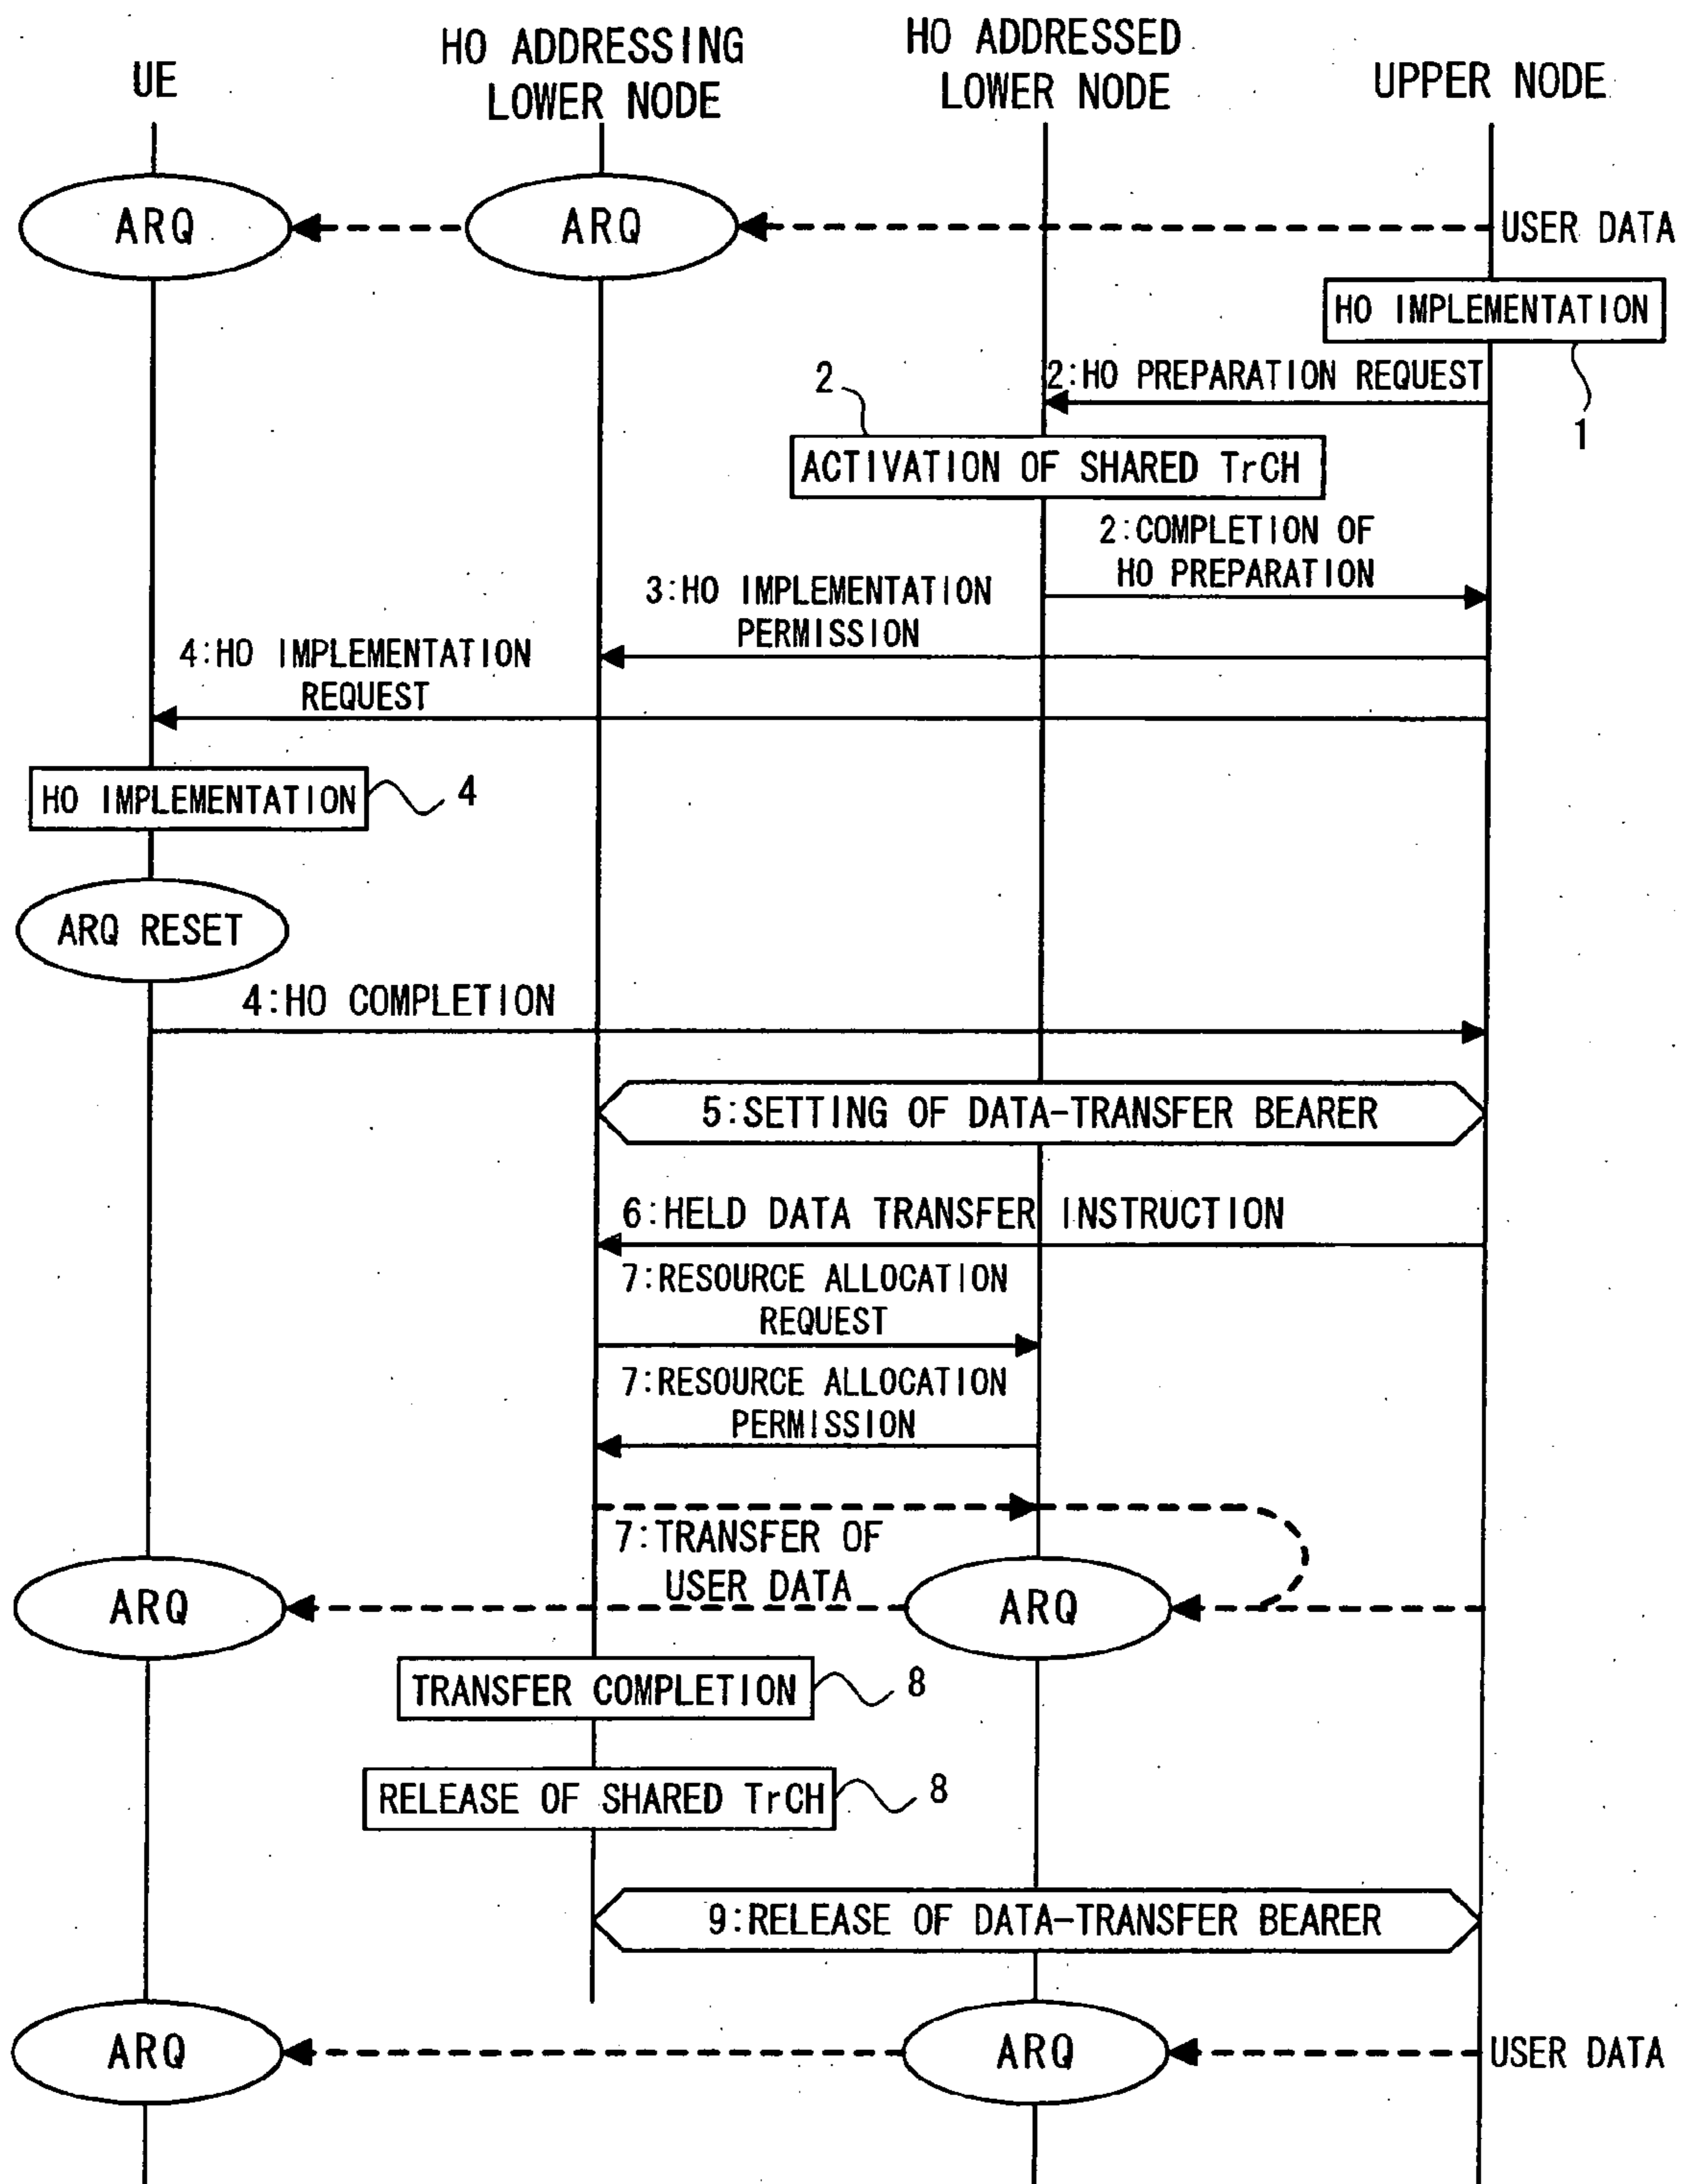 UE
HO ADDRESSING
LOWER NODE
HO ADDRESSED
LOWER NODE
UPPER NODE
ARQ
ARQ
USER DATA
HO IMPLEMENTATION
1
2:HO PREPARATION REQUEST
2
ACTIVATION OF SHARED TrCH
2:COMPLETION OF
HO PREPARATION
3:HO IMPLEMENTATION
PERMISSION
4:HO IMPLEMENTATION
REQUEST
HO IMPLEMENTATION
4
ARQ RESET
4:HO COMPLETION
5:SETTING OF DATA-TRANSFER BEARER
6:HELD DATA TRANSFER INSTRUCTION
7:RESOURCE ALLOCATION
REQUEST
7:RESOURCE ALLOCATION
PERMISSION
7:TRANSFER OF
USER DATA
ARQ
ARQ
TRANSFER COMPLETION
8
RELEASE OF SHARED TrCH
8
9:RELEASE OF DATA-TRANSFER BEARER
ARQ
ARQ
USER DATA